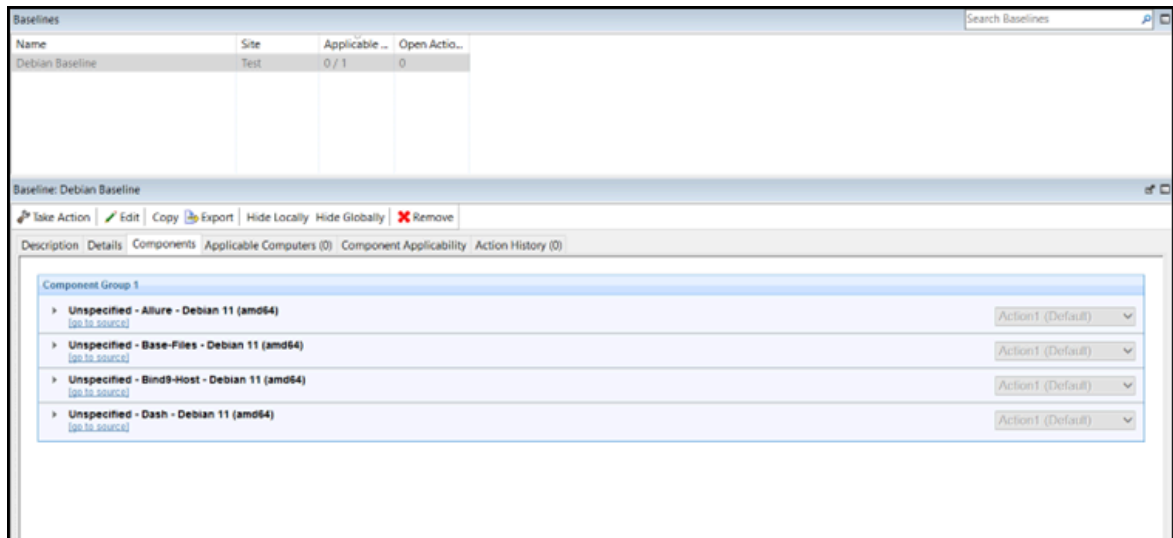 Baselines Search Baselines
Name Site Applicable ... Open Actio...
Debian Baseline Test 0 / 1 0
Baseline: Debian Baseline
Take Action Edit Copy Export Hide Locally Hide Globally Remove
Description Details Components Applicable Computers (0) Component Applicability Action History (0)
Component Group 1
Unspecified - Allure - Debian 11 (amd64)
[go to source] Action1 (Default)
Unspecified - Base-Files - Debian 11 (amd64)
[go to source] Action1 (Default)
Unspecified - Bind9-Host - Debian 11 (amd64)
[go to source] Action1 (Default)
Unspecified - Dash - Debian 11 (amd64)
[go to source] Action1 (Default)